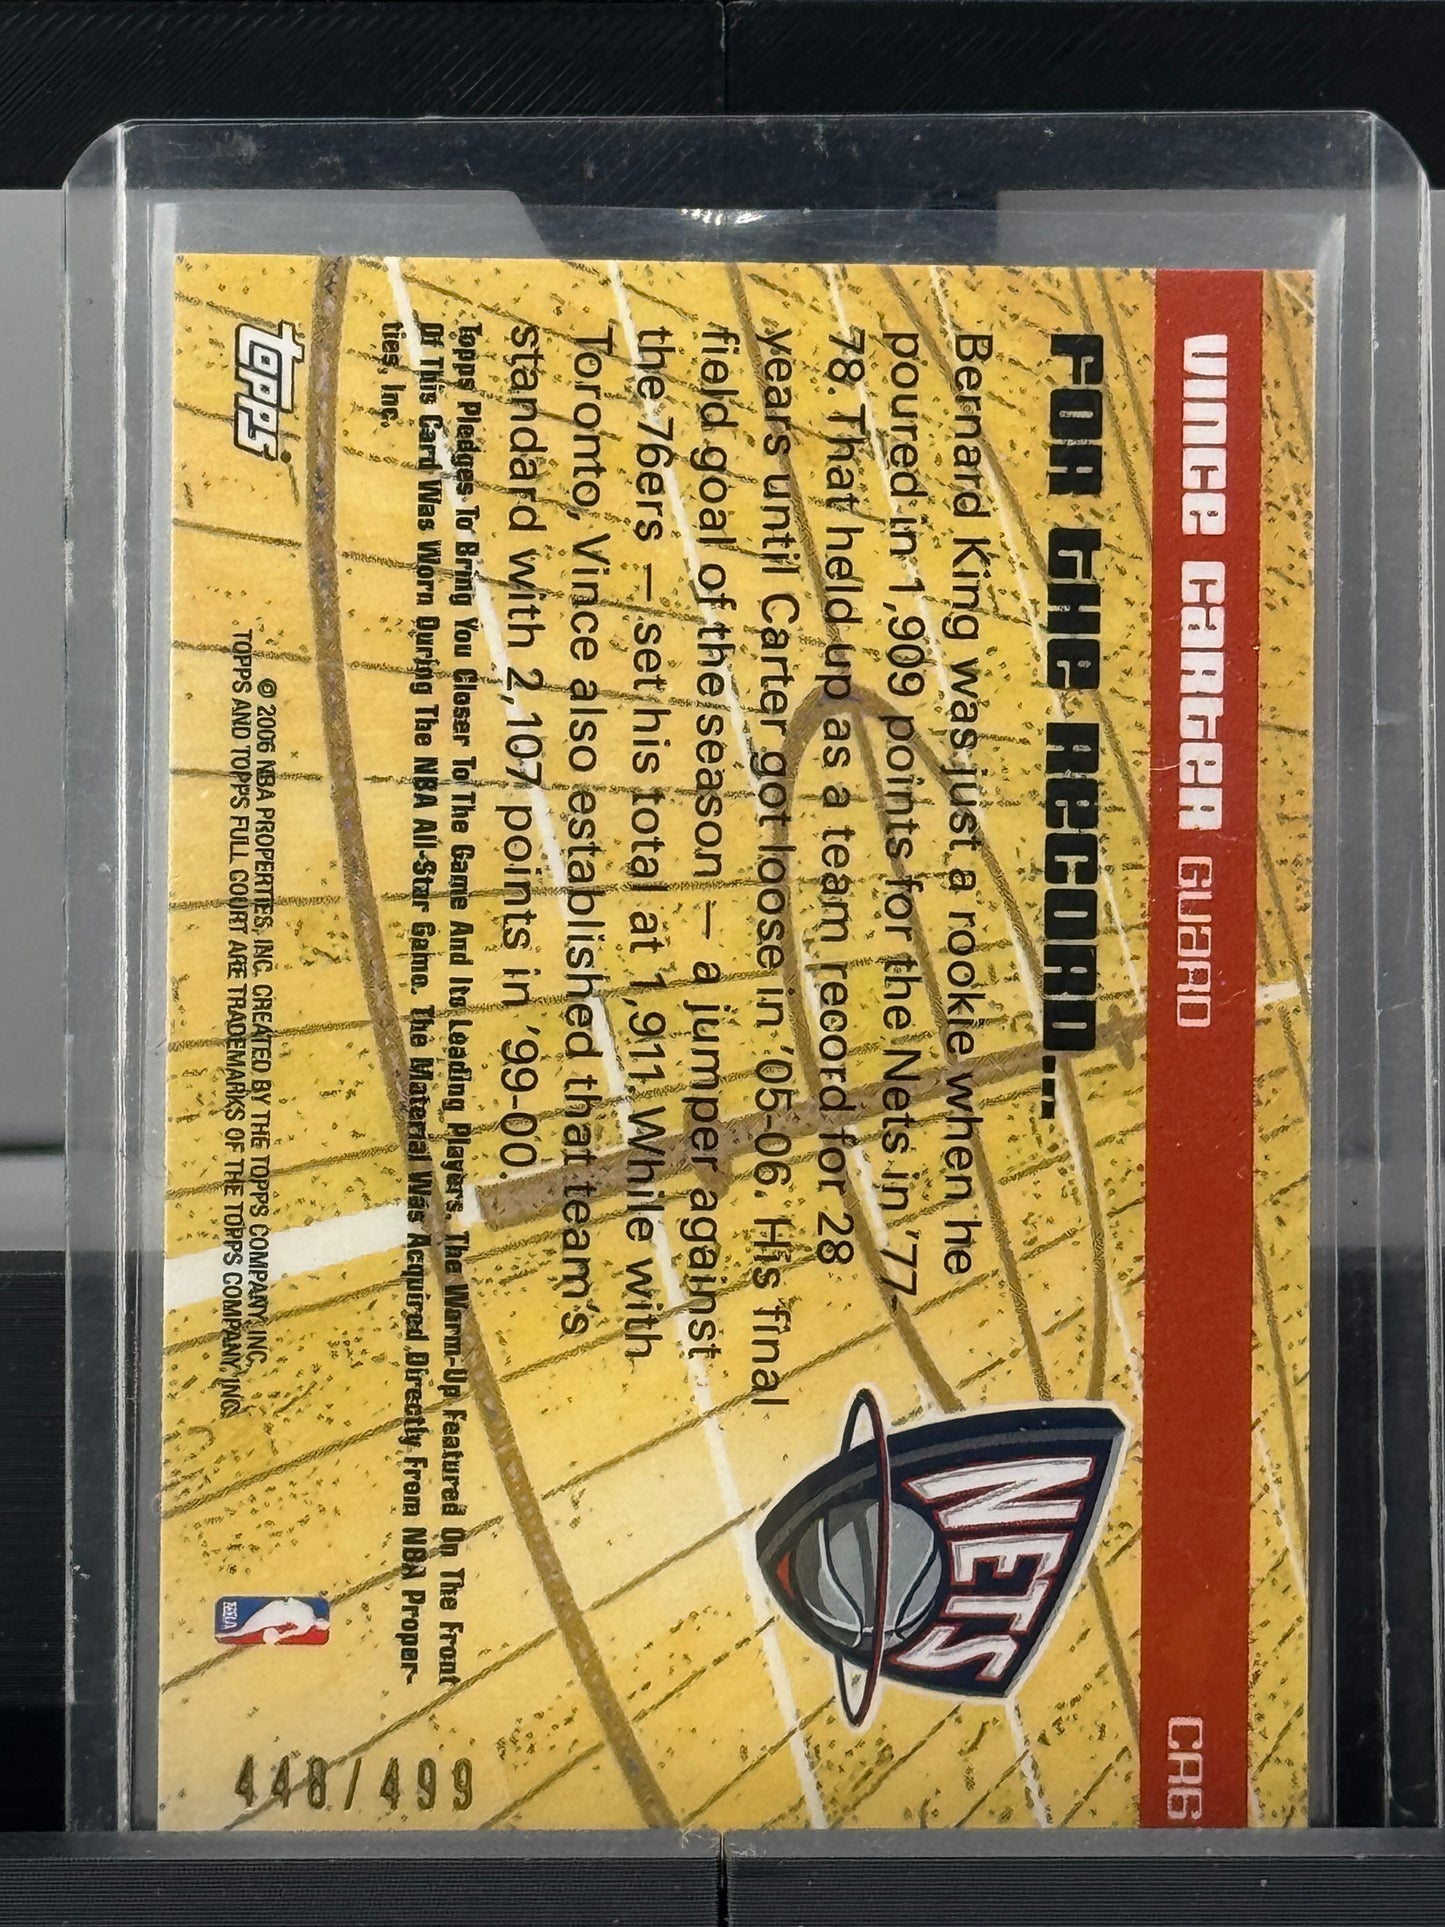 VINCE CARTER GUARD CA6
FOR THE RECORD...
Bernard King was just a rookie when he
poured in 1,909 points for the Nets in '77-
78. That held up as a team record for 28
years until Carter got loose in '05-06. His final
field goal of the season — a jumper against
the 76ers — set his total at 1,911. While with
Toronto, Vince also established that team's
standard with 2,107 points in '99-00.
NETS
Topps Pledges To Bring You Closer To The Game And Its Leading Players. The Warm-Up Featured On The Front
Of This Card Was Worn During The NBA All-Star Game. The Material Was Acquired Directly From NBA Proper-
ties, Inc.
topps
© 2006 NBA PROPERTIES, INC. CREATED BY THE TOPPS COMPANY, INC.
TOPPS AND TOPPS FULL COURT ARE TRADEMARKS OF THE TOPPS COMPANY, INC.
NBA
448/499